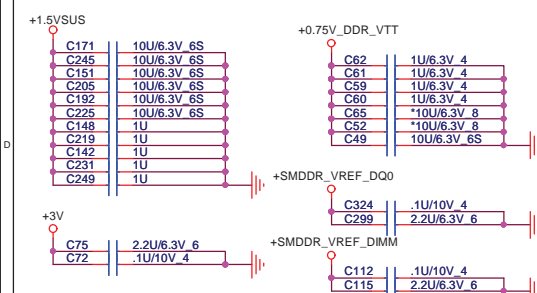 +1.5VSUS
C171 10U/6.3V_6S
C245 10U/6.3V_6S
C151 10U/6.3V_6S
C205 10U/6.3V_6S
C192 10U/6.3V_6S
C225 10U/6.3V_6S
C148 1U
C219 1U
C142 1U
C231 1U
C249 1U
+3V
C75 2.2U/6.3V_6
C72 .1U/10V_4
D
+0.75V_DDR_VTT
C62 1U/6.3V_4
C61 1U/6.3V_4
C59 1U/6.3V_4
C60 1U/6.3V_4
C65 *10U/6.3V_8
C52 *10U/6.3V_8
C49 10U/6.3V_6S
+SMDDR_VREF_DQ0
C324 .1U/10V_4
C299 2.2U/6.3V_6
+SMDDR_VREF_DIMM
C112 .1U/10V_4
C115 2.2U/6.3V_6